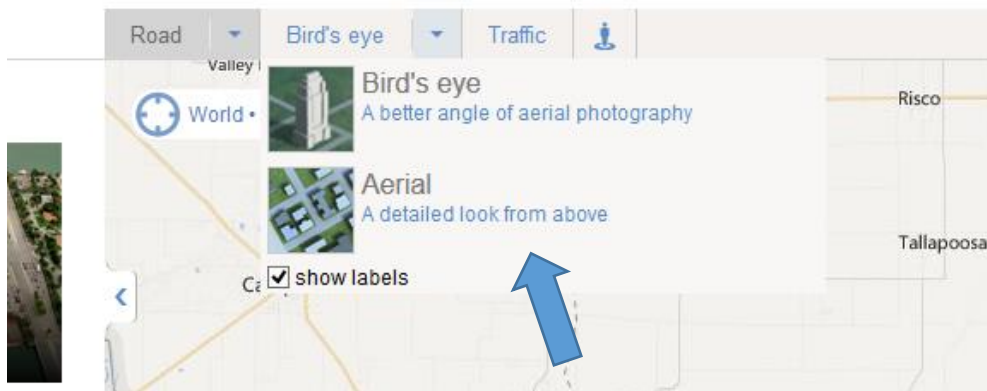 Road Bird's eye Traffic
Valley
World •
Bird's eye
A better angle of aerial photography
Risco
Aerial
A detailed look from above
Tallapoosa
show labels